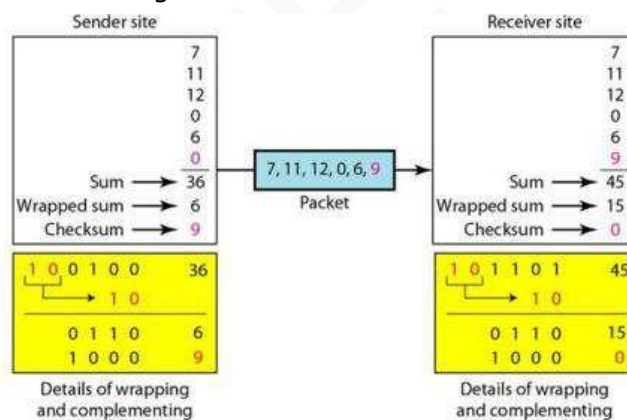 Sender site
7
11
12
0
6
0
Sum 36
Wrapped sum 6
Checksum 9
1 0 0 1 0 0 36
1 0
0 1 1 0 6
1 0 0 0 9
Details of wrapping
and complementing
7, 11, 12, 0, 6, 9
Packet
Receiver site
7
11
12
0
6
9
Sum 45
Wrapped sum 15
Checksum 0
1 0 1 1 0 1 45
1 0
0 1 1 0 15
1 0 0 0 0
Details of wrapping
and complementing